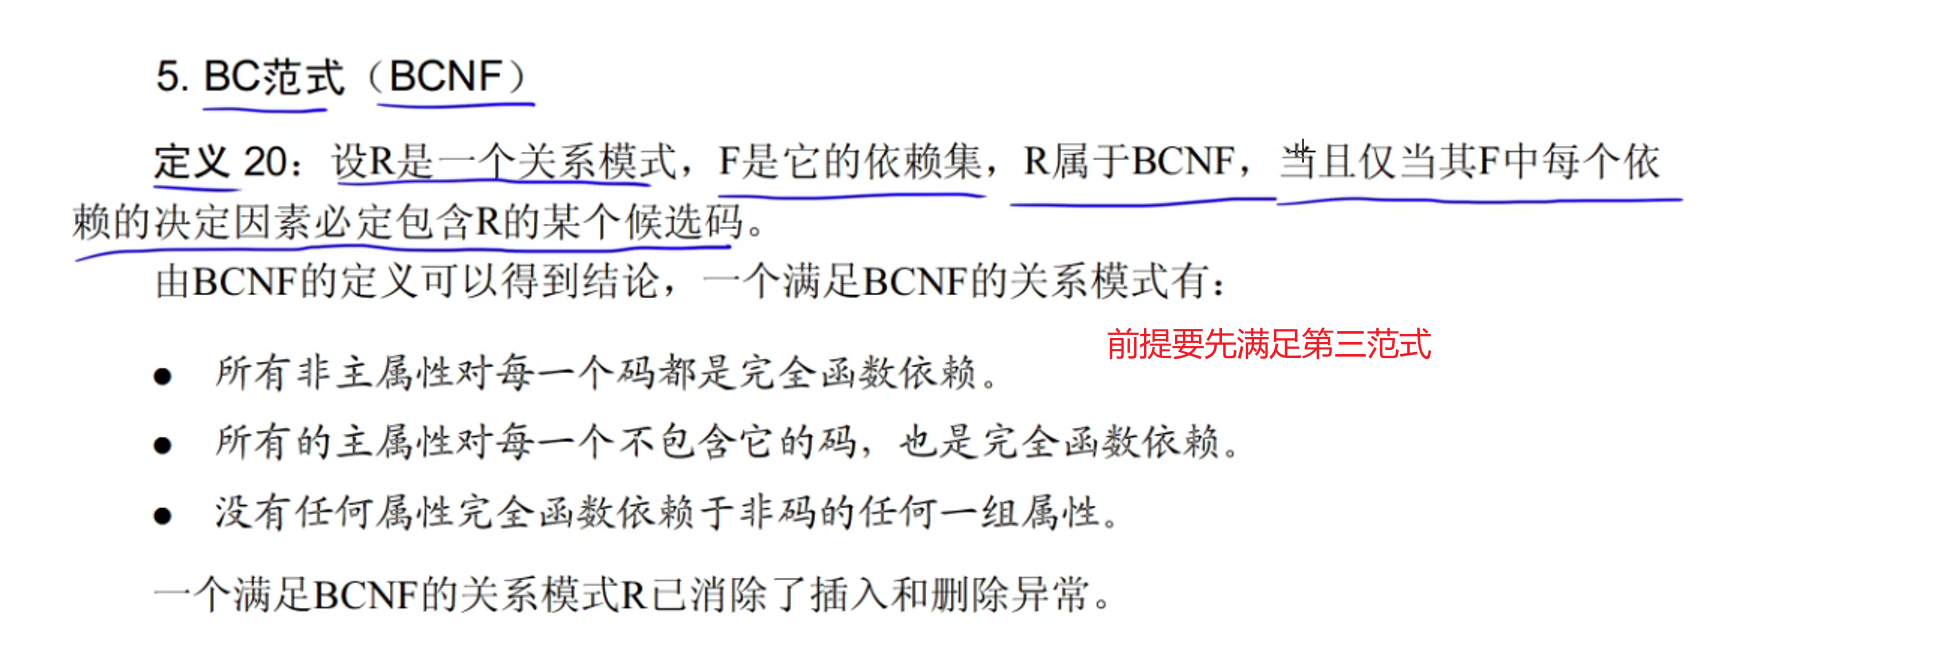 5. BC范式（BCNF）
定义 20：设R是一个关系模式，F是它的依赖集，R属于BCNF，当且仅当其F中每个依
赖的决定因素必定包含R的某个候选码。
由BCNF的定义可以得到结论，一个满足BCNF的关系模式有：
前提要先满足第三范式
● 所有非主属性对每一个码都是完全函数依赖。
● 所有的主属性对每一个不包含它的码，也是完全函数依赖。
● 没有任何属性完全函数依赖于非码的任何一组属性。
一个满足BCNF的关系模式R已消除了插入和删除异常。